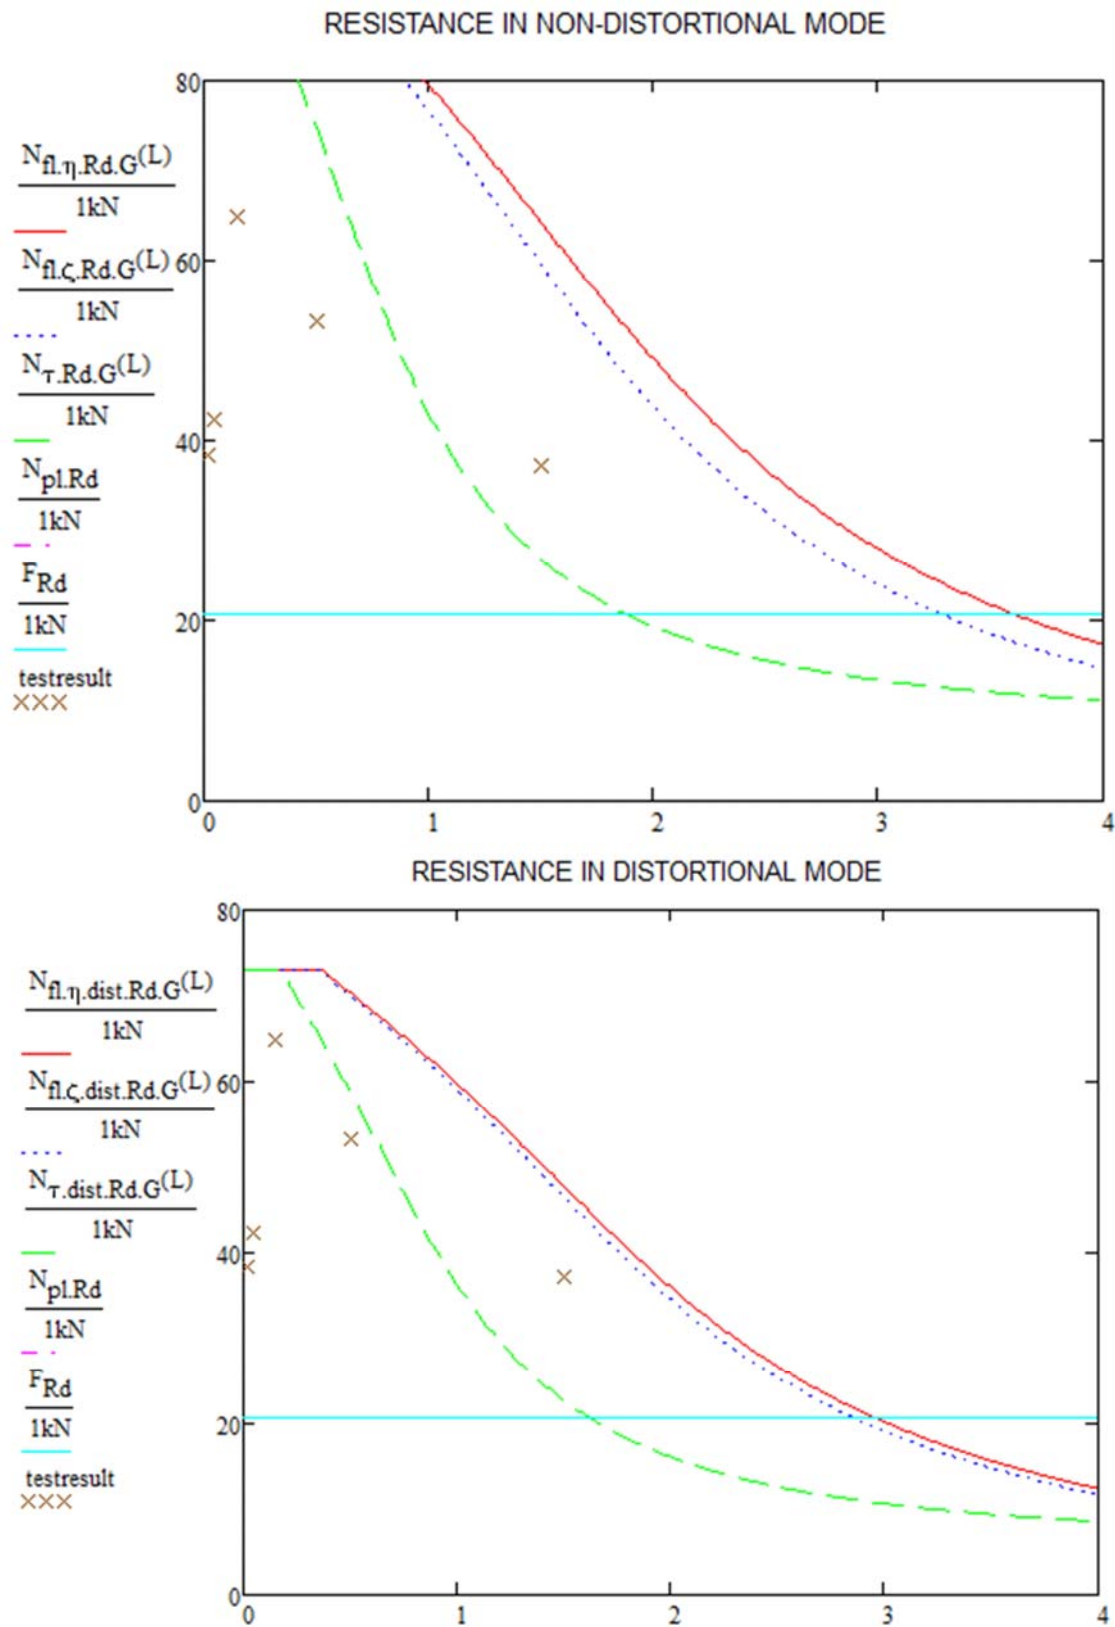 RESISTANCE IN NON-DISTORTIONAL MODE
80
60
40
20
0
0 1 2 3 4
Nfl.η.Rd.G(L)
1kN
Nfl.ζ.Rd.G(L)
1kN
Nτ.Rd.G(L)
1kN
Npl.Rd
1kN
FRd
1kN
testresult
RESISTANCE IN DISTORTIONAL MODE
80
60
40
20
0
0 1 2 3 4
Nfl.η.dist.Rd.G(L)
1kN
Nfl.ζ.dist.Rd.G(L)
1kN
Nτ.dist.Rd.G(L)
1kN
Npl.Rd
1kN
FRd
1kN
testresult